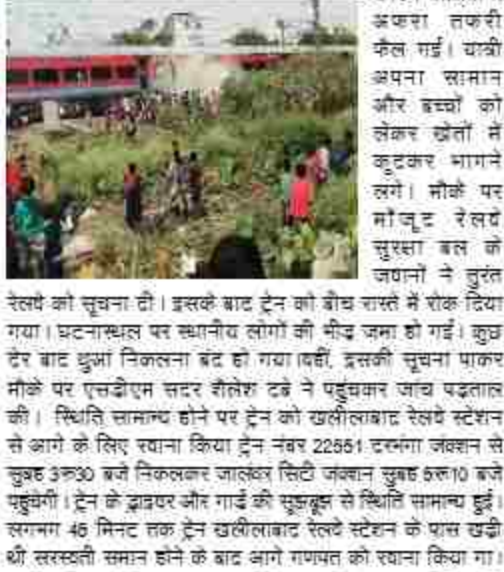 अफरा तफरी
फैल गई। यात्री
अपना सामान
और बच्चों को
लेकर खेतों में
कूदकर भागने
लगे। मौके पर
मौजूद रेलवे
सुरक्षा बल के
जवानों ने तुरंत
रेलवे को सूचना दी। इसके बाद ट्रेन को बीच रास्ते में रोक दिया
गया। घटनास्थल पर स्थानीय लोगों की भीड़ जमा हो गई। कुछ
देर बाद धुआं निकलना बंद हो गया।वहीं, इसकी सूचना पाकर
मौके पर एसडीएम सदर शैलेश दूबे ने पहुंचकर जांच पड़ताल
की। स्थिति सामान्य होने पर ट्रेन को खलीलाबाद रेलवे स्टेशन
से आगे के लिए रवाना किया ट्रेन नंबर 22551 दरभंगा जंक्शन से
सुबह 3रू30 बजे निकलकर जालंधर सिटी जंक्शन सुबह 5रू10 बजे
पहुंचेगी। ट्रेन के ड्राइवर और गार्ड की सूझबूझ से स्थिति सामान्य हुई।
लगभग 45 मिनट तक ट्रेन खलीलाबाद रेलवे स्टेशन के पास खड़ी
थी सरस्वती समान होने के बाद आगे गणपत को रवाना किया गया।